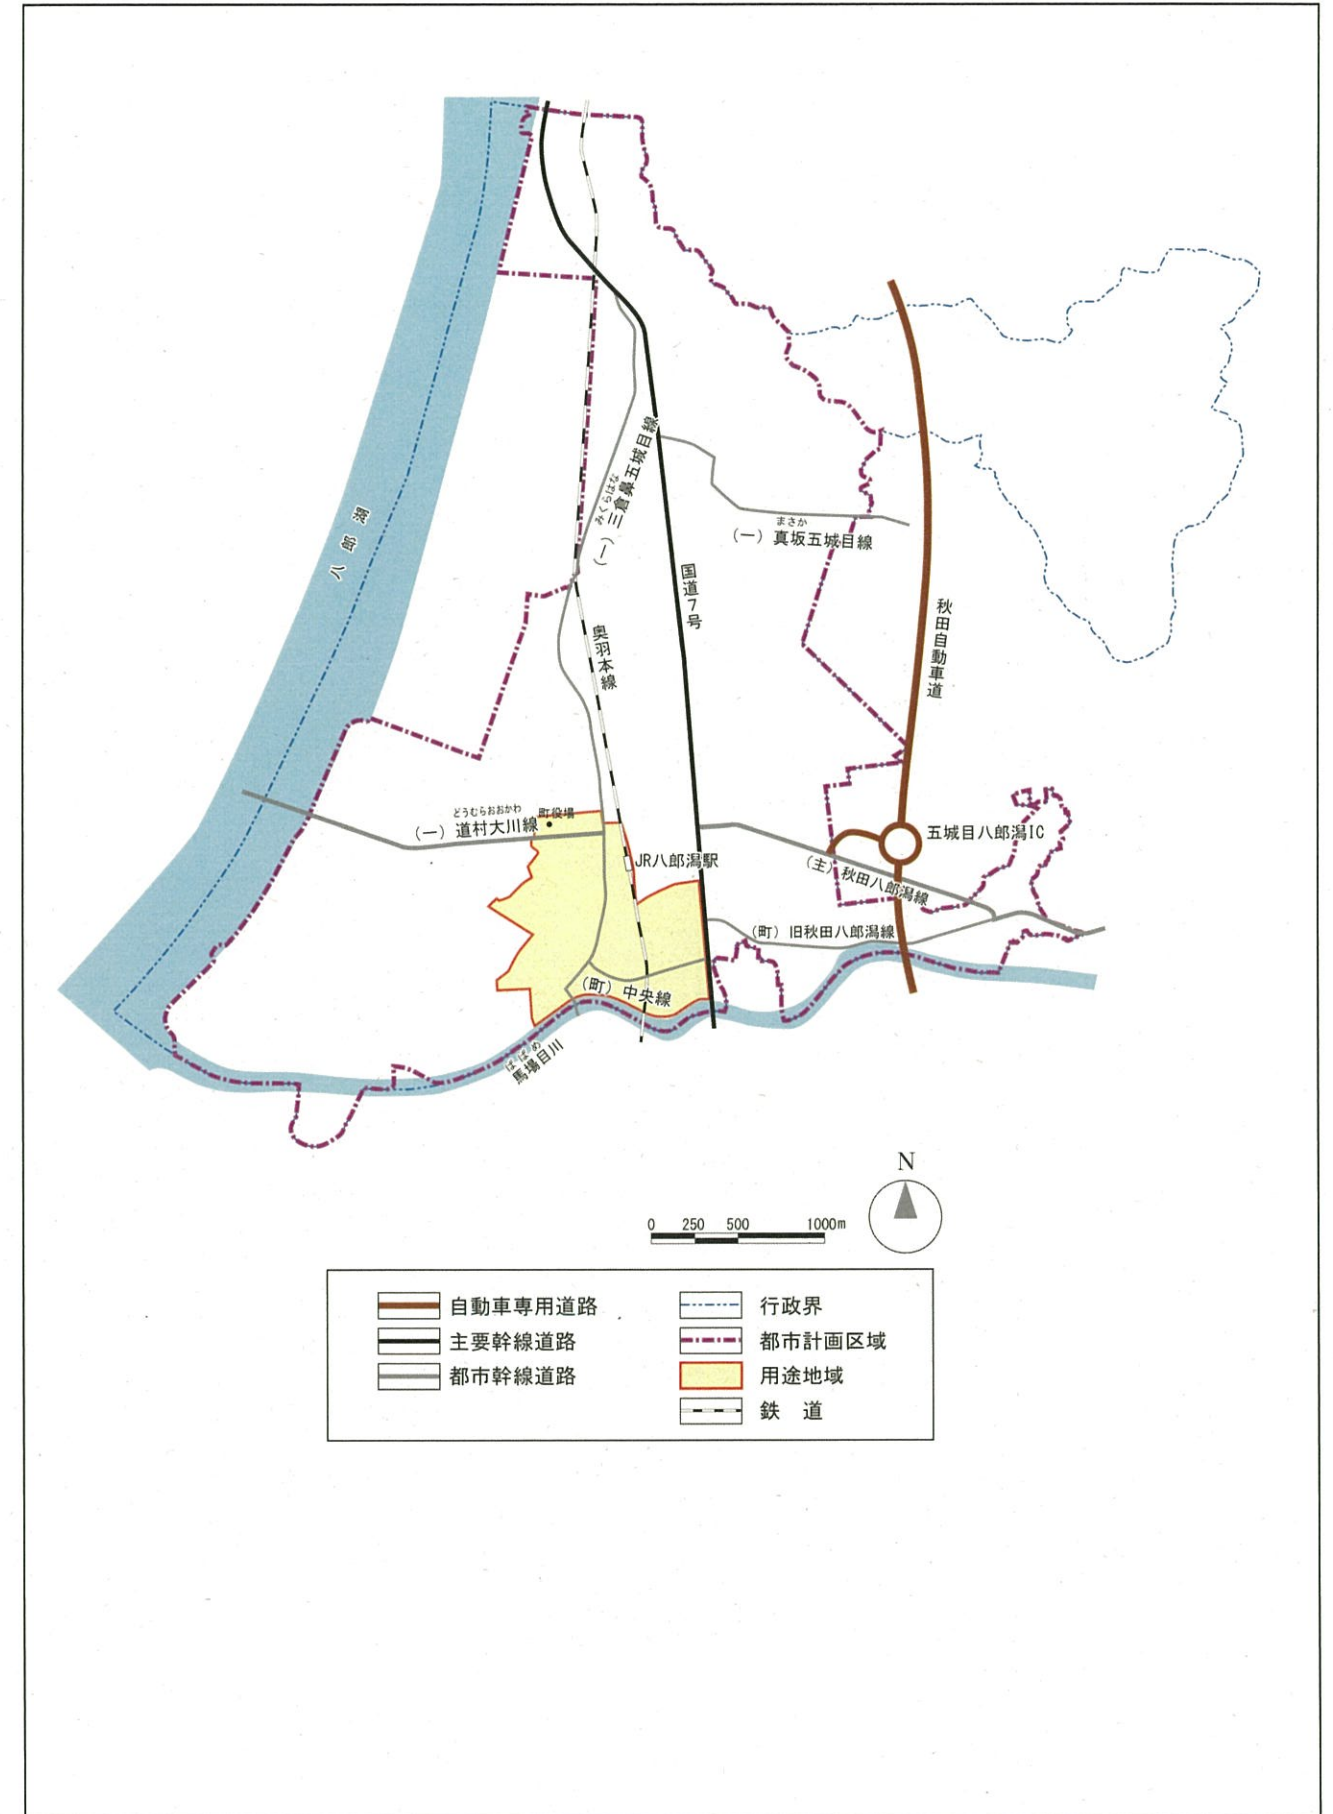 八郎湖
みくらはな
(一) 三倉鼻五城目線
まさか
(一) 真坂五城目線
国道7号
秋田自動車道
奥羽本線
どうむらおおかわ
(一) 道村大川線
町役場
五城目八郎潟IC
JR八郎潟駅
(主) 秋田八郎潟線
(町) 旧秋田八郎潟線
(町) 中央線
ばばめ
馬場目川
N
0 250 500 1000m
自動車専用道路
主要幹線道路
都市幹線道路
行政界
都市計画区域
用途地域
鉄 道